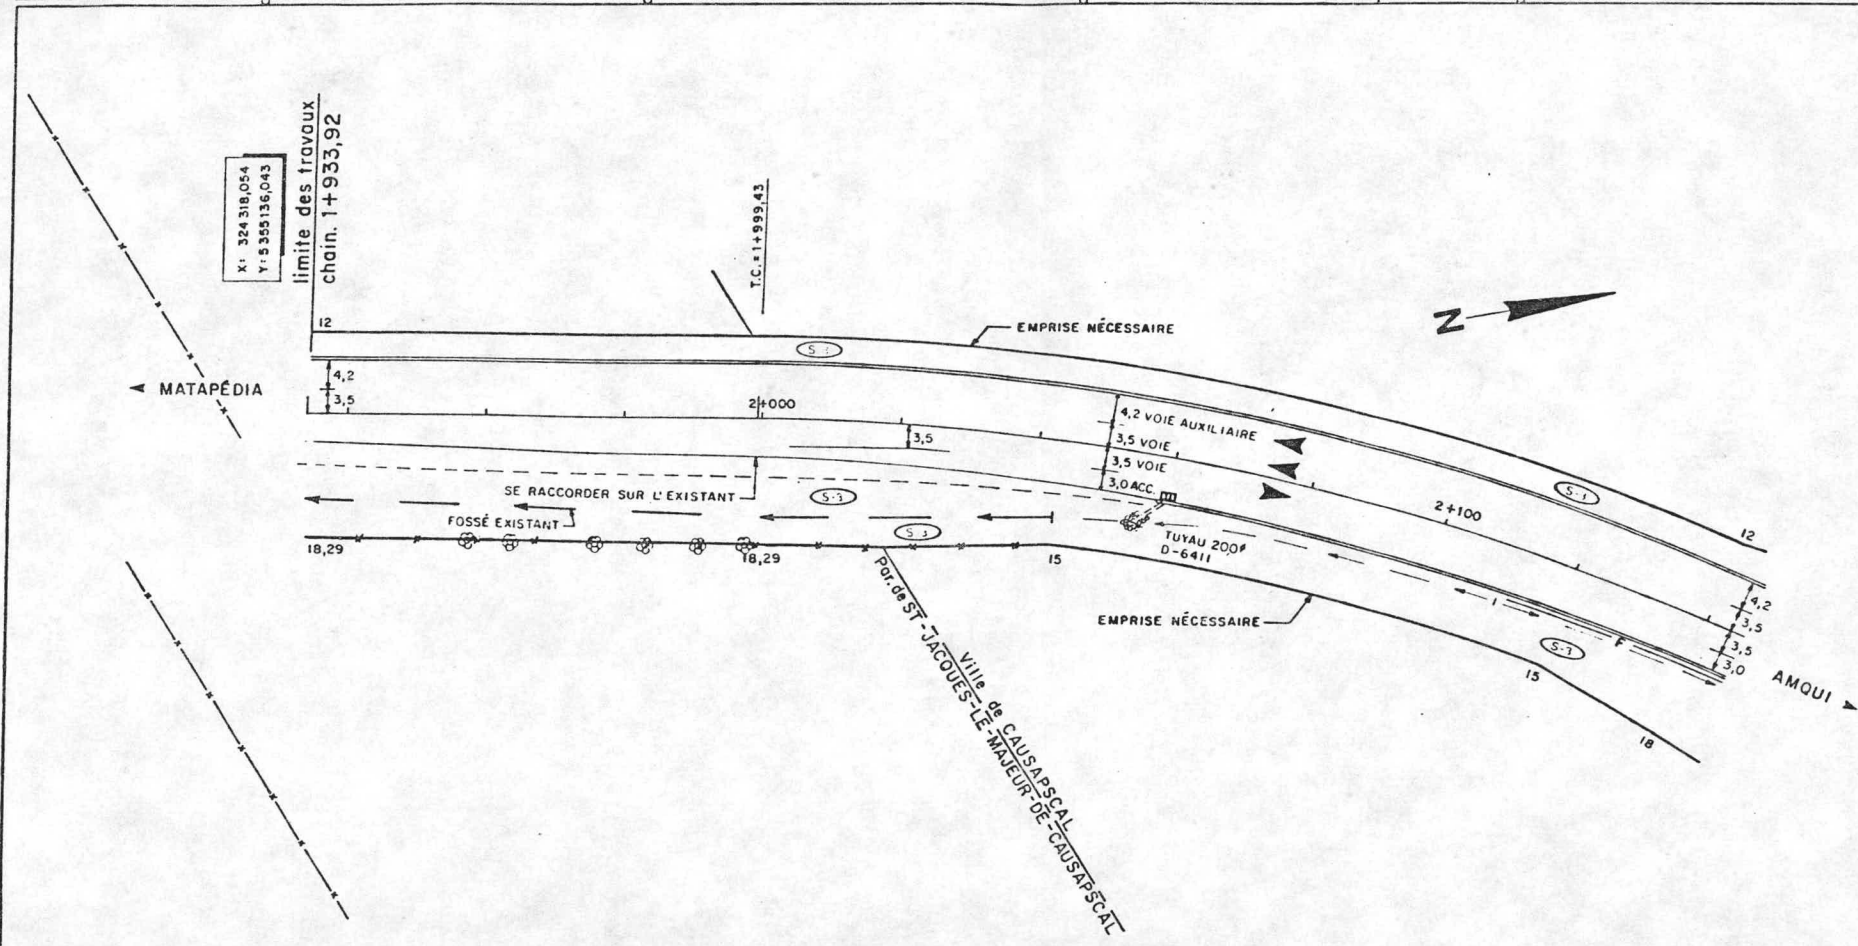 X: 324 318,054
Y: 5 355 136,043
limite des travaux
chain. 1+933,92
T.C.=1+999,43
12
EMPRISE NÉCESSAIRE
N
S-1
MATAPÉDIA
4,2
3,5
2+000
3,5
4,2 VOIE AUXILIAIRE
3,5 VOIE
3,5 VOIE
3,0 ACC.
SE RACCORDER SUR L'EXISTANT
S-3
FOSSÉ EXISTANT
S-3
S-1
2+100
12
TUYAU 200ø
D-6411
18,29
18,29
15
Ville de CAUSAPSCAL
Par. de ST-JACQUES-LE-MAJEUR-DE-CAUSAPSCAL
EMPRISE NÉCESSAIRE
F
S-3
4,2
3,5
3,5
3,0
15
AMQUI
18